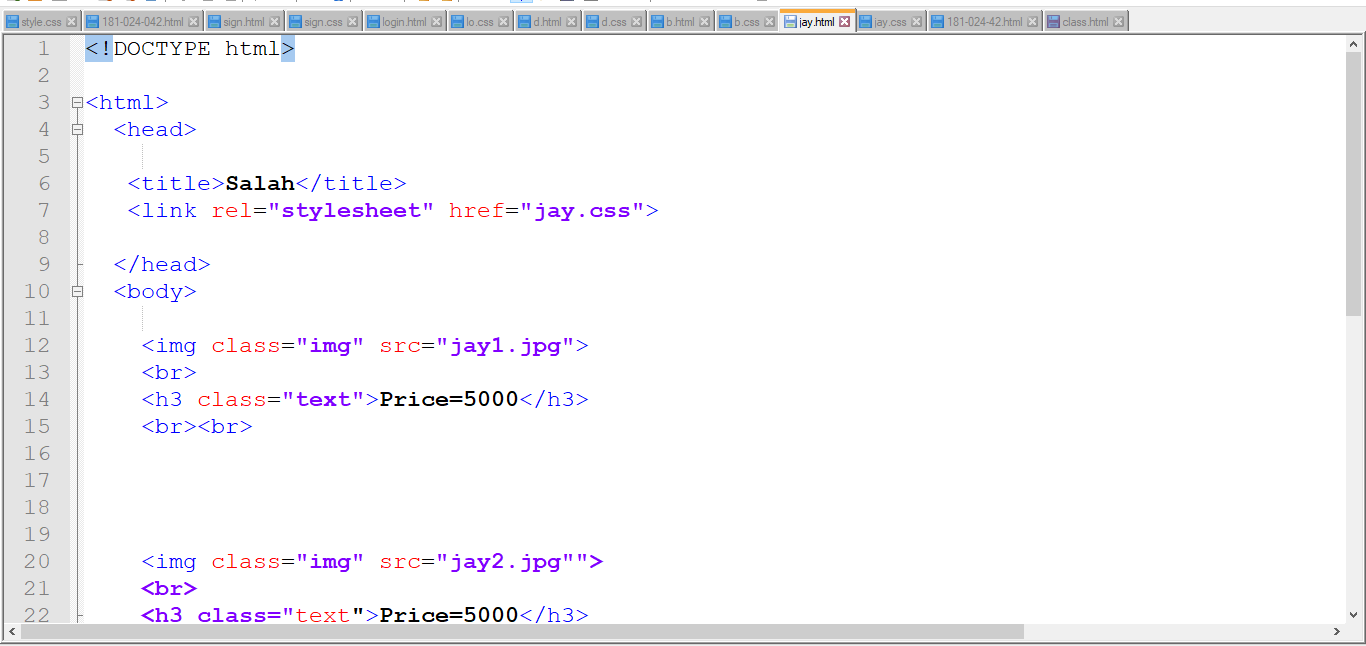 style.css 181-024-042.html sign.html sign.css login.html lo.css d.html d.css b.html b.css jay.html jay.css 181-024-42.html class.html
1 <!DOCTYPE html>
2
3 <html>
4 <head>
5
6 <title>Salah</title>
7 <link rel="stylesheet" href="jay.css">
8
9 </head>
10 <body>
11
12 <img class="img" src="jay1.jpg">
13 <br>
14 <h3 class="text">Price=5000</h3>
15 <br><br>
16
17
18
19
20 <img class="img" src="jay2.jpg"">
21 <br>
22 <h3 class="text">Price=5000</h3>